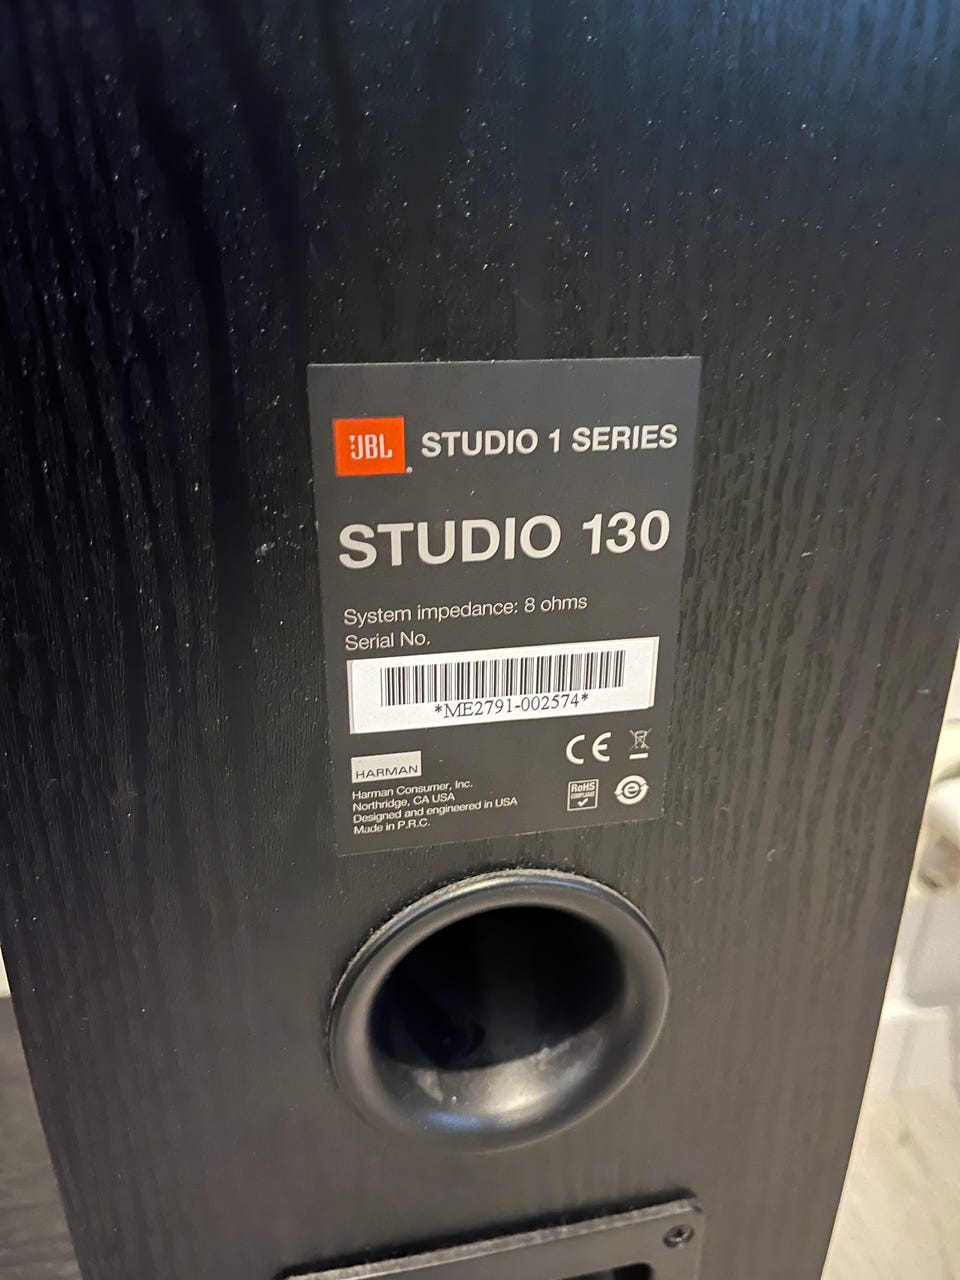 JBL STUDIO 1 SERIES
STUDIO 130
System impedance: 8 ohms
Serial No.
*ME2791-002574*
CE
HARMAN
Harman Consumer, Inc.
Northridge, CA USA
Designed and engineered in USA
Made in P.R.C.
RoHS
COMPLIANT
e